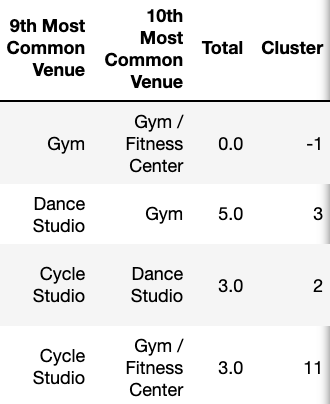 9th Most Common Venue 10th Most Common Venue Total Cluster
Gym Gym / Fitness Center 0.0 -1
Dance Studio Gym 5.0 3
Cycle Studio Dance Studio 3.0 2
Cycle Studio Gym / Fitness Center 3.0 11